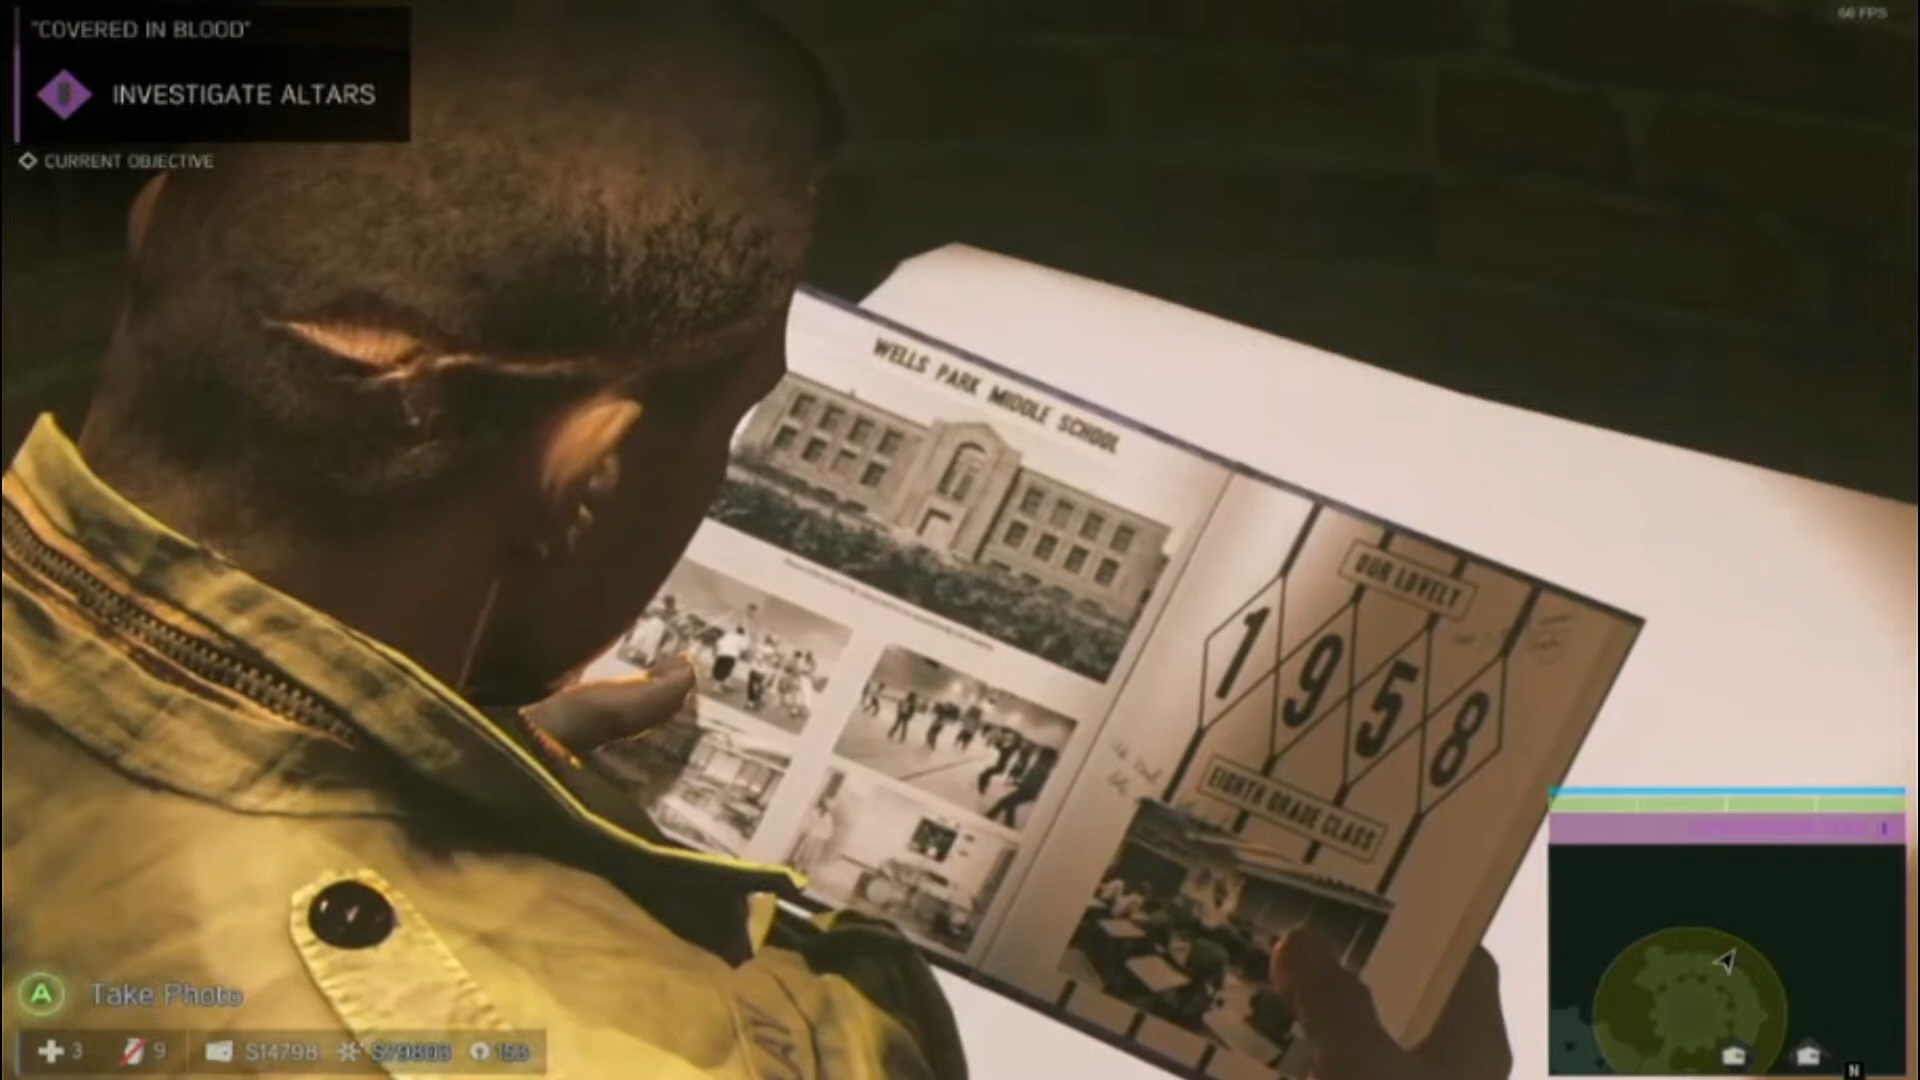 "COVERED IN BLOOD"
INVESTIGATE ALTARS
CURRENT OBJECTIVE
60 FPS
WELLS PARK MIDDLE SCHOOL
OUR LOVELY
1958
EIGHTH GRADE CLASS
A Take Photo
3
9
$14798
153
N